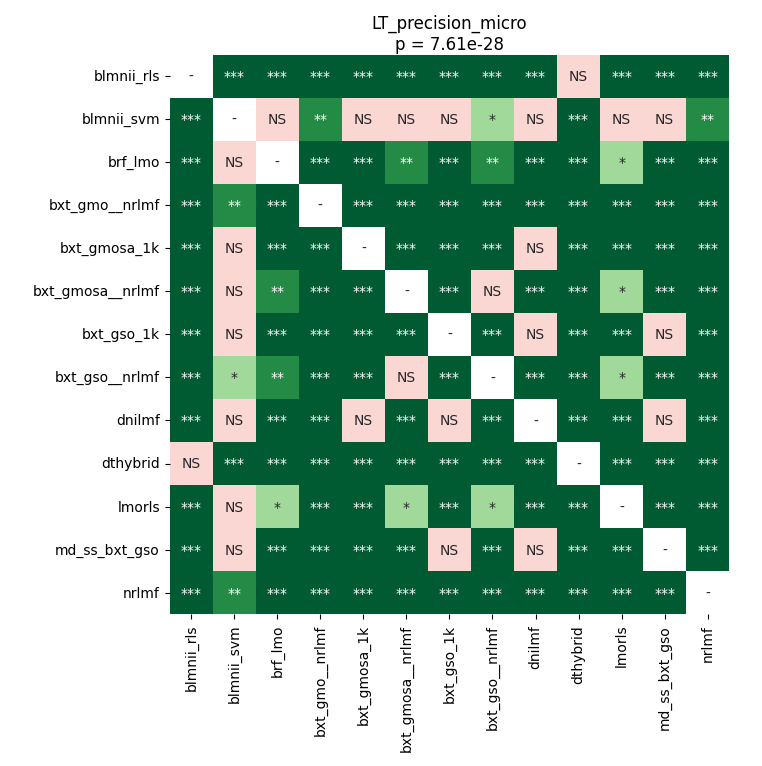 LT_precision_micro
p = 7.61e-28
blmnii_rls - *** *** *** *** *** *** *** *** NS *** *** ***
blmnii_svm *** - NS ** NS NS NS * NS *** NS NS **
brf_lmo *** NS - *** *** ** *** ** *** *** * *** ***
bxt_gmo__nrlmf *** ** *** - *** *** *** *** *** *** *** *** ***
bxt_gmosa_1k *** NS *** *** - *** *** *** NS *** *** *** ***
bxt_gmosa__nrlmf *** NS ** *** *** - *** NS *** *** * *** ***
bxt_gso_1k *** NS *** *** *** *** - *** NS *** *** NS ***
bxt_gso__nrlmf *** * ** *** *** NS *** - *** *** * *** ***
dnilmf *** NS *** *** NS *** NS *** - *** *** NS ***
dthybrid NS *** *** *** *** *** *** *** *** - *** *** ***
lmorls *** NS * *** *** * *** * *** *** - *** ***
md_ss_bxt_gso *** NS *** *** *** *** NS *** NS *** *** - ***
nrlmf *** ** *** *** *** *** *** *** *** *** *** *** -
blmnii_rls
blmnii_svm
brf_lmo
bxt_gmo__nrlmf
bxt_gmosa_1k
bxt_gmosa__nrlmf
bxt_gso_1k
bxt_gso__nrlmf
dnilmf
dthybrid
lmorls
md_ss_bxt_gso
nrlmf